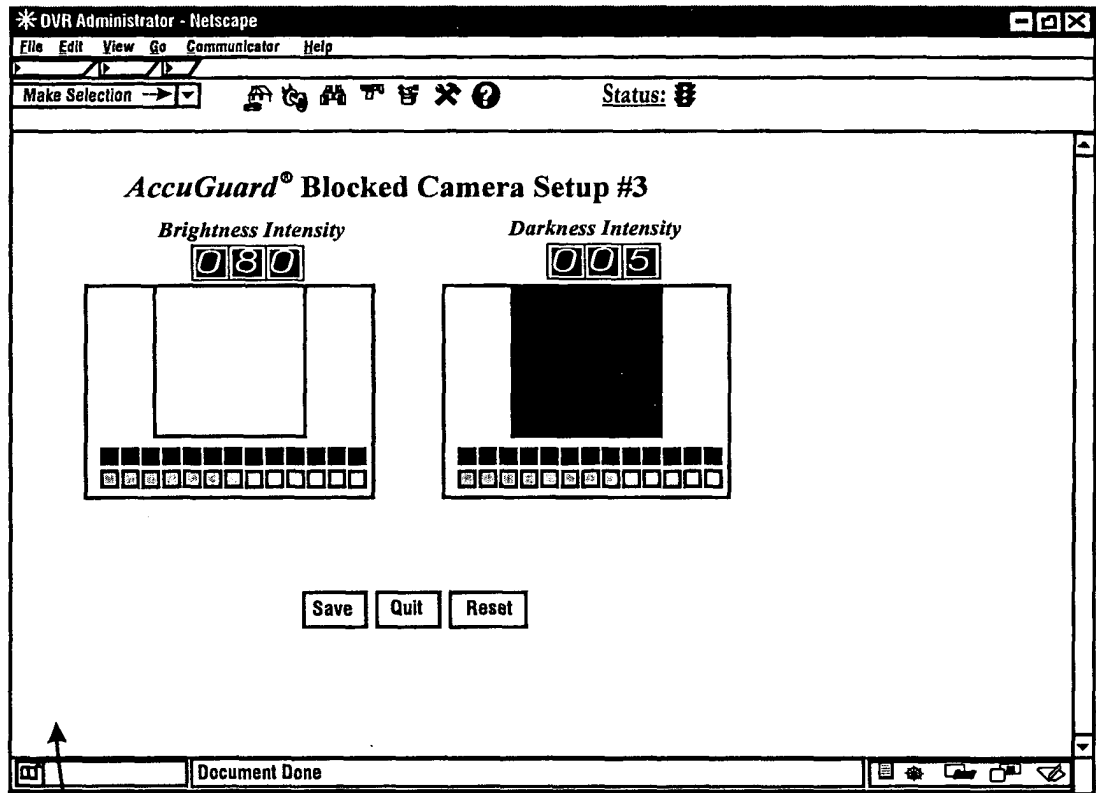 DVR Administrator - Netscape
File Edit View Go Communicator Help
Make Selection
Status:
AccuGuard® Blocked Camera Setup #3
Brightness Intensity
Darkness Intensity
080
005
Save Quit Reset
Document Done